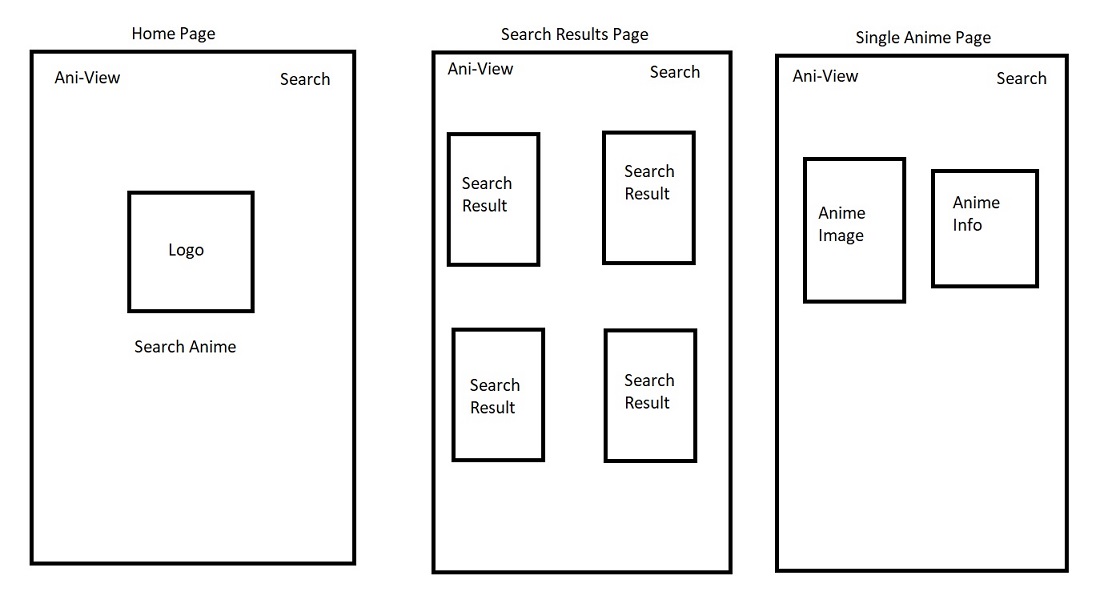 Home Page
Ani-View
Search
Logo
Search Anime
Search Results Page
Ani-View
Search
Search
Result
Search
Result
Search
Result
Search
Result
Single Anime Page
Ani-View
Search
Anime
Image
Anime
Info